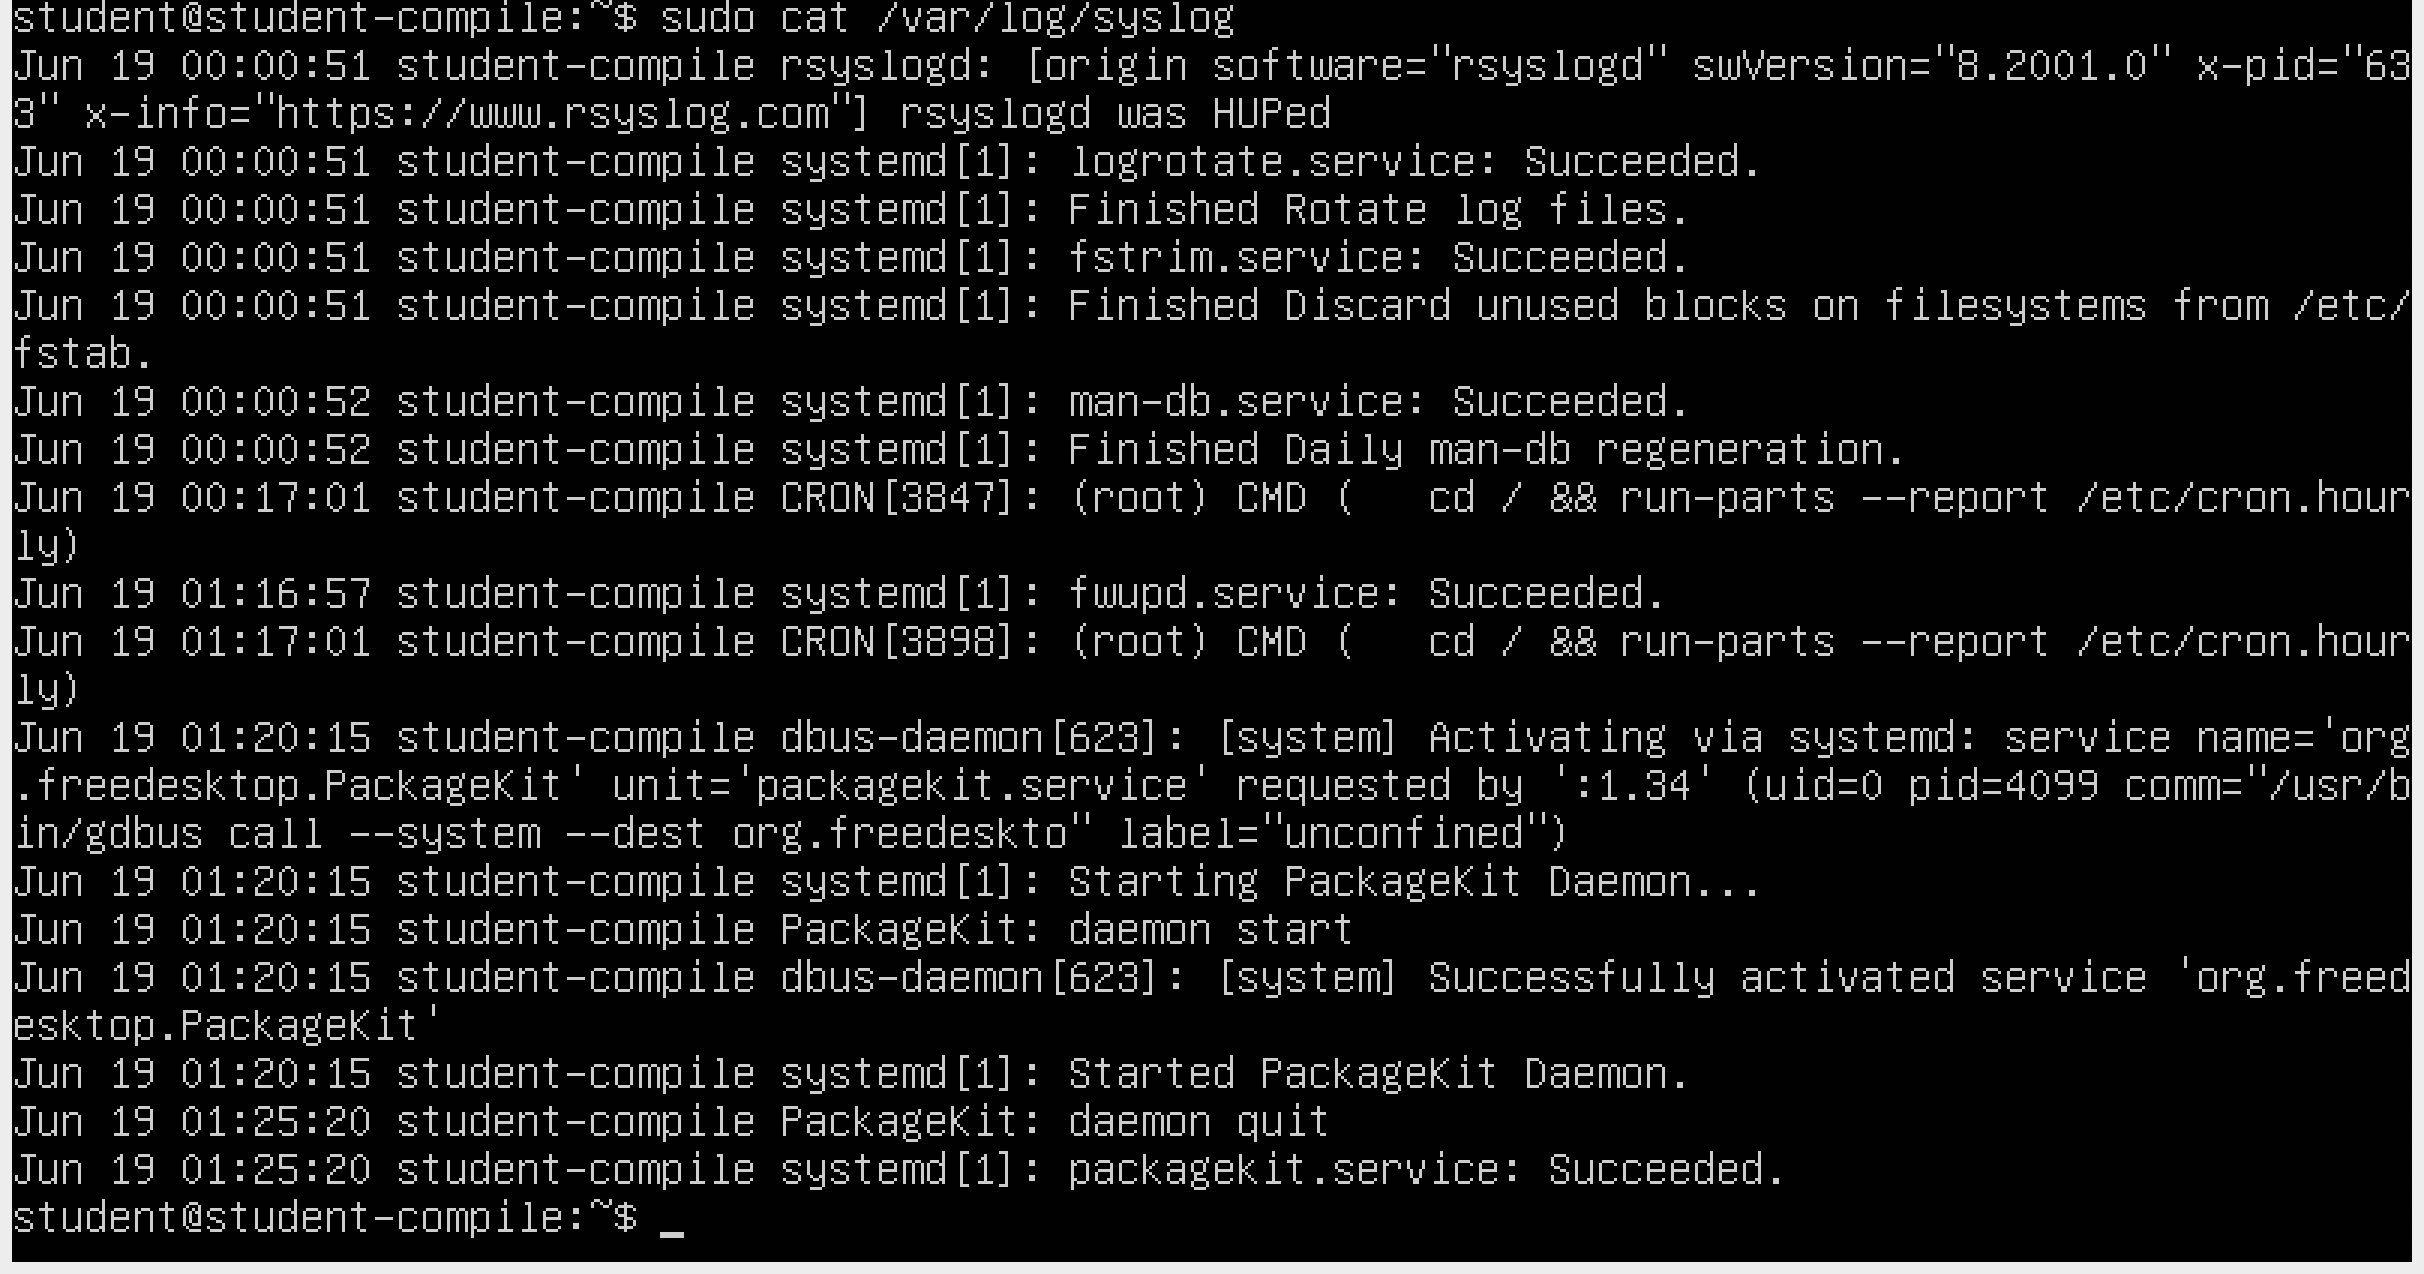 student@student-compile:~$ sudo cat /var/log/syslog
Jun 19 00:00:51 student-compile rsyslogd: [origin software="rsyslogd" swVersion="8.2001.0" x-pid="63
3" x-info="https://www.rsyslog.com"] rsyslogd was HUPed
Jun 19 00:00:51 student-compile systemd[1]: logrotate.service: Succeeded.
Jun 19 00:00:51 student-compile systemd[1]: Finished Rotate log files.
Jun 19 00:00:51 student-compile systemd[1]: fstrim.service: Succeeded.
Jun 19 00:00:51 student-compile systemd[1]: Finished Discard unused blocks on filesystems from /etc/
fstab.
Jun 19 00:00:52 student-compile systemd[1]: man-db.service: Succeeded.
Jun 19 00:00:52 student-compile systemd[1]: Finished Daily man-db regeneration.
Jun 19 00:17:01 student-compile CRON[3847]: (root) CMD (   cd / && run-parts --report /etc/cron.hour
ly)
Jun 19 01:16:57 student-compile systemd[1]: fwupd.service: Succeeded.
Jun 19 01:17:01 student-compile CRON[3898]: (root) CMD (   cd / && run-parts --report /etc/cron.hour
ly)
Jun 19 01:20:15 student-compile dbus-daemon[623]: [system] Activating via systemd: service name='org
.freedesktop.PackageKit' unit='packagekit.service' requested by ':1.34' (uid=0 pid=4099 comm="/usr/b
in/gdbus call --system --dest org.freedeskto" label="unconfined")
Jun 19 01:20:15 student-compile systemd[1]: Starting PackageKit Daemon...
Jun 19 01:20:15 student-compile PackageKit: daemon start
Jun 19 01:20:15 student-compile dbus-daemon[623]: [system] Successfully activated service 'org.freed
esktop.PackageKit'
Jun 19 01:20:15 student-compile systemd[1]: Started PackageKit Daemon.
Jun 19 01:25:20 student-compile PackageKit: daemon quit
Jun 19 01:25:20 student-compile systemd[1]: packagekit.service: Succeeded.
student@student-compile:~$ _